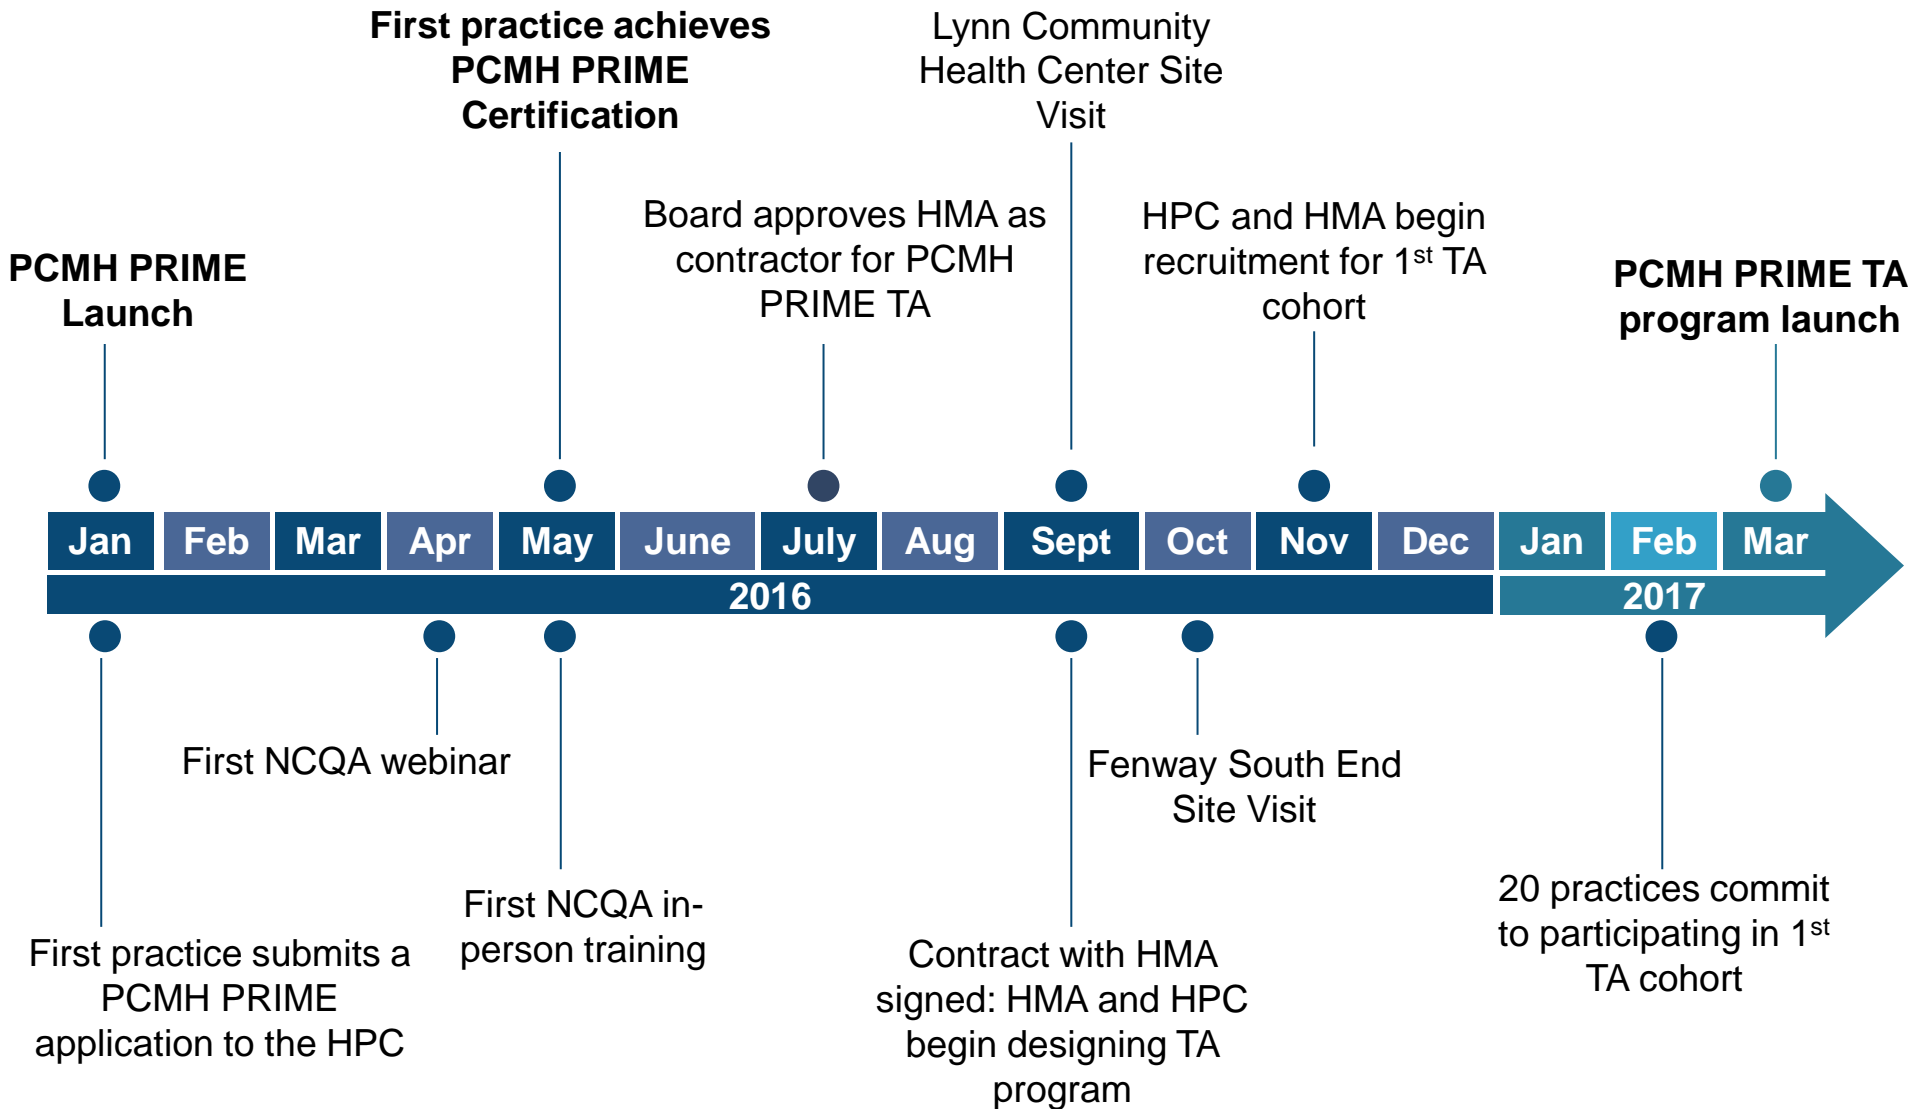 First practice achieves
PCMH PRIME
Certification
Lynn Community
Health Center Site
Visit
Board approves HMA as
contractor for PCMH
PRIME TA
HPC and HMA begin
recruitment for 1st TA
cohort
PCMH PRIME
Launch
PCMH PRIME TA
program launch
Jan Feb Mar Apr May June July Aug Sept Oct Nov Dec Jan Feb Mar
2016 2017
First NCQA webinar
Fenway South End
Site Visit
First NCQA in-
person training
20 practices commit
to participating in 1st
TA cohort
First practice submits a
PCMH PRIME
application to the HPC
Contract with HMA
signed: HMA and HPC
begin designing TA
program